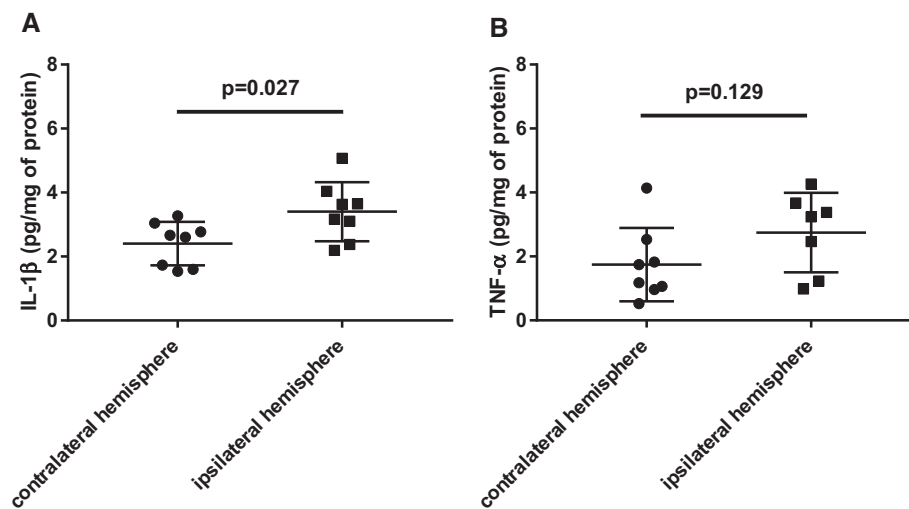 A
IL-1β (pg/mg of protein)
8
6
4
2
0
p=0.027
contralateral hemisphere
ipsilateral hemisphere
B
TNF-α (pg/mg of protein)
8
6
4
2
0
p=0.129
contralateral hemisphere
ipsilateral hemisphere